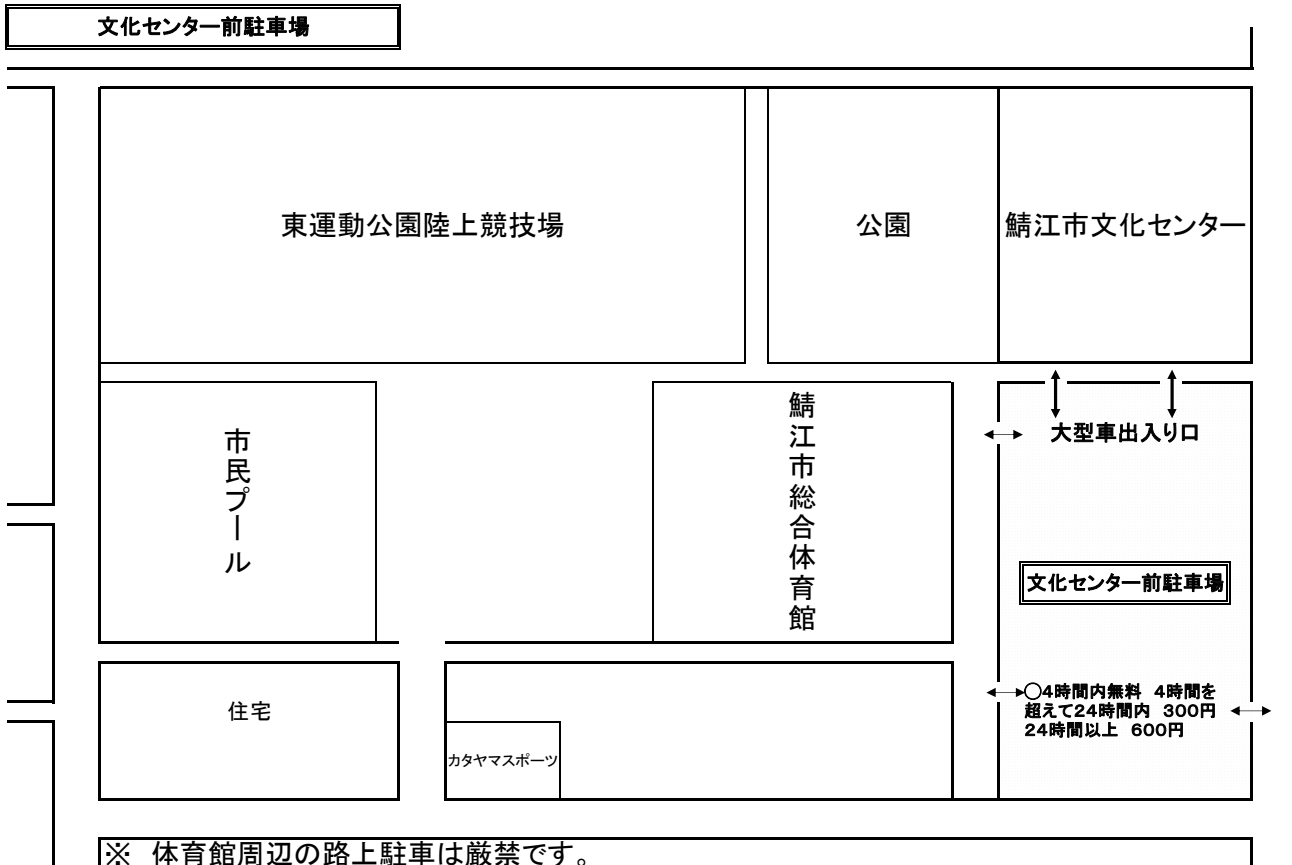 文化センター前駐車場
東運動公園陸上競技場
公園
鯖江市文化センター
市民プール
鯖江市総合体育館
大型車出入り口
文化センター前駐車場
住宅
カタヤマスポーツ
○4時間内無料 4時間を
超えて24時間内 300円
24時間以上 600円
※ 体育館周辺の路上駐車は厳禁です。